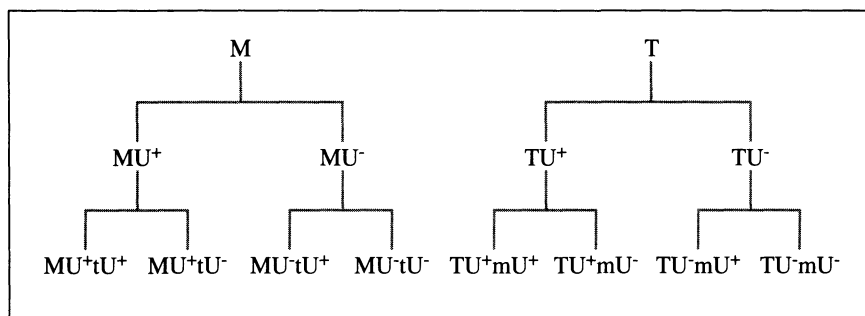 M T
MU⁺ MU⁻ TU⁺ TU⁻
MU⁺tU⁺ MU⁺tU⁻ MU⁻tU⁺ MU⁻tU⁻ TU⁺mU⁺ TU⁺mU⁻ TU⁻mU⁺ TU⁻mU⁻